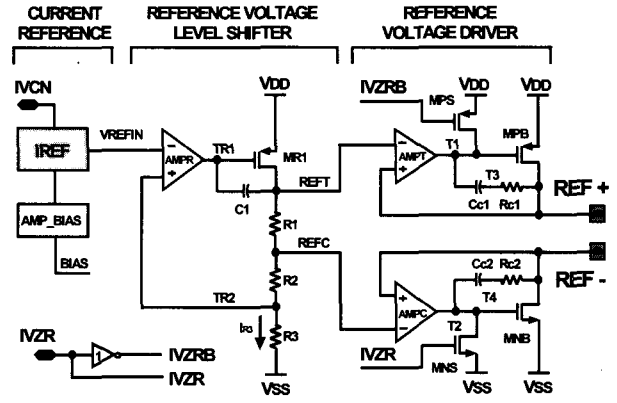 CURRENT REFERENCE
REFERENCE VOLTAGE LEVEL SHIFTER
REFERENCE VOLTAGE DRIVER
IVCN
IREF
VREFIN
AMP_BIAS
BIAS
IVZR
1
IVZRB
IVZR
VDD
AMPR
TR1
MR1
C1
REFT
R1
REFC
R2
TR2
IR3
R3
VSS
IVZRB
MPS
VDD
VDD
MPB
AMPT
T1
T3
Cc1 Rc1
REF +
REF -
Cc2 Rc2
AMPC
T4
T2
MNB
IVZR
MNS
VSS
VSS